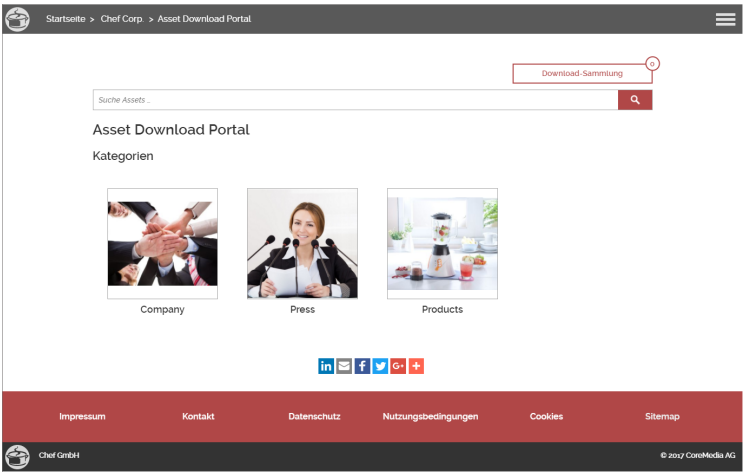 Startseite > Chef Corp. > Asset Download Portal
0
Download-Sammlung
Suche Assets ...
Asset Download Portal
Kategorien
Company Press Products
in f G+ +
Impressum Kontakt Datenschutz Nutzungsbedingungen Cookies Sitemap
Chef GmbH © 2017 CoreMedia AG